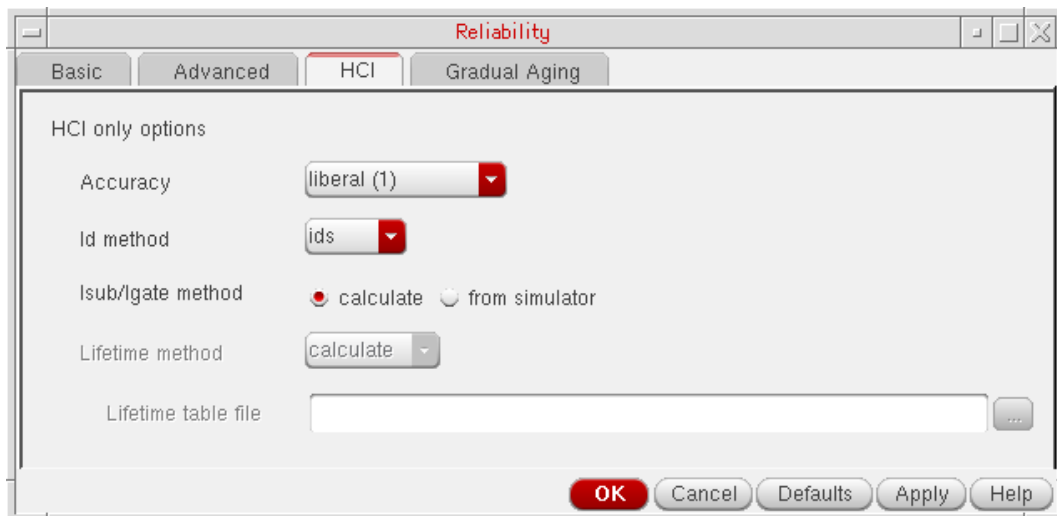 Reliability
Basic Advanced HCI Gradual Aging
HCI only options
Accuracy liberal (1)
Id method ids
Isub/Igate method calculate from simulator
Lifetime method calculate
Lifetime table file ...
OK Cancel Defaults Apply Help